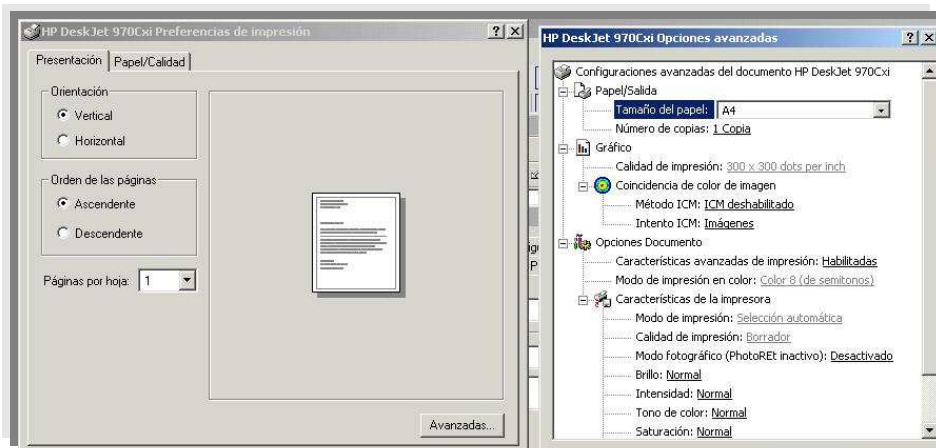 HP DeskJet 970Cxi Preferencias de impresión
Presentación
Papel/Calidad
Orientación
Vertical
Horizontal
Orden de las páginas
Ascendente
Descendente
Páginas por hoja: 1
Avanzadas...
HP DeskJet 970Cxi Opciones avanzadas
Configuraciones avanzadas del documento HP DeskJet 970Cxi
Papel/Salida
Tamaño del papel: A4
Número de copias: 1 Copia
Gráfico
Calidad de impresión: 300 x 300 dots per inch
Coincidencia de color de imagen
Método ICM: ICM deshabilitado
Intento ICM: Imágenes
Opciones Documento
Características avanzadas de impresión: Habilitadas
Modo de impresión en color: Color 8 (de semitonos)
Características de la impresora
Modo de impresión: Selección automática
Calidad de impresión: Borrador
Modo fotográfico (PhotoREt inactivo): Desactivado
Brillo: Normal
Intensidad: Normal
Tono de color: Normal
Saturación: Normal